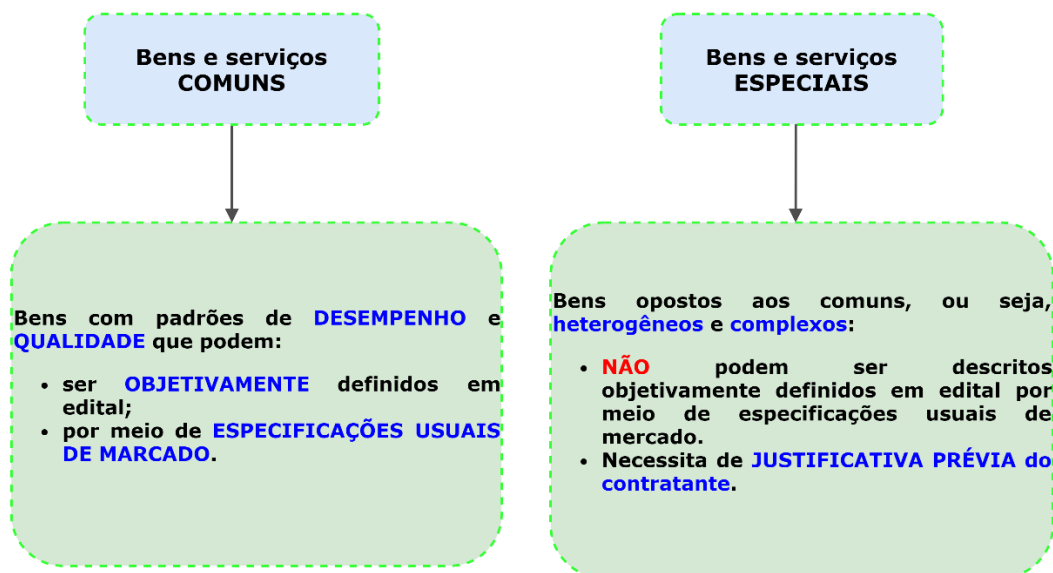 Bens e serviços
COMUNS
Bens com padrões de DESEMPENHO e
QUALIDADE que podem:
• ser OBJETIVAMENTE definidos em
edital;
• por meio de ESPECIFICAÇÕES USUAIS
DE MARCADO.
Bens e serviços
ESPECIAIS
Bens opostos aos comuns, ou seja,
heterogêneos e complexos:
• NÃO podem ser descritos
objetivamente definidos em edital por
meio de especificações usuais de
mercado.
• Necessita de JUSTIFICATIVA PRÉVIA do
contratante.